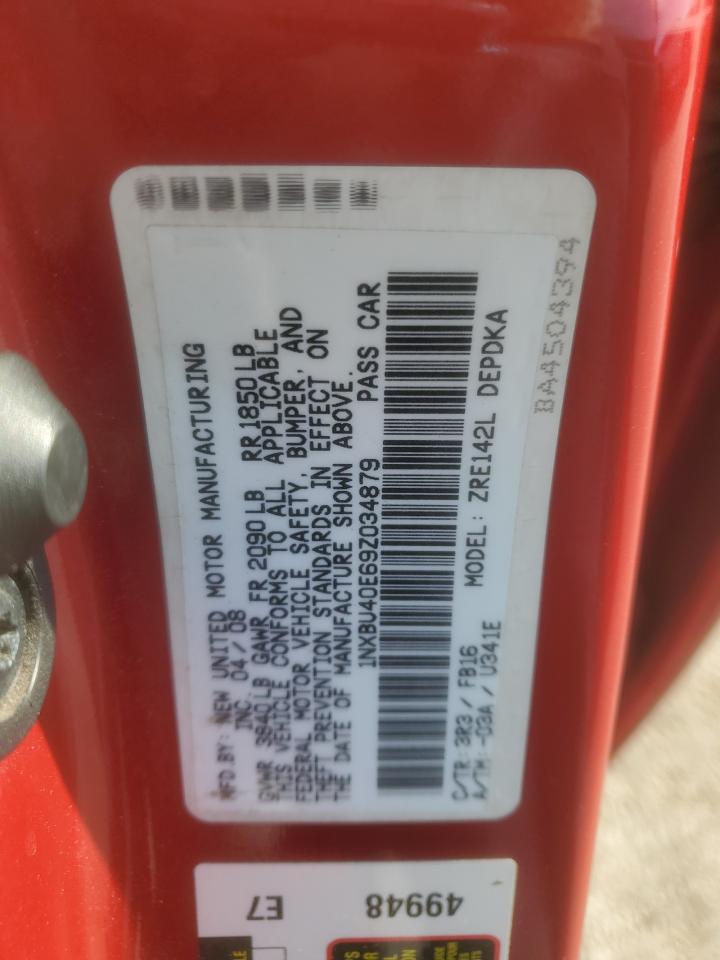 MFD.BY: NEW UNITED MOTOR MANUFACTURING
INC. 04/08
GVWR 3840LB GAWR FR 2090LB RR1850LB
THIS VEHICLE CONFORMS TO ALL APPLICABLE
FEDERAL MOTOR VEHICLE SAFETY, BUMPER, AND
THEFT PREVENTION STANDARDS IN EFFECT ON
THE DATE OF MANUFACTURE SHOWN ABOVE.
1NXBU40E69Z034879 PASS CAR
C/TR: 3R3/FB16 MODEL: ZRE142L DEPDKA
A/TM: -03A/U341E
BA4504394
49948 E7